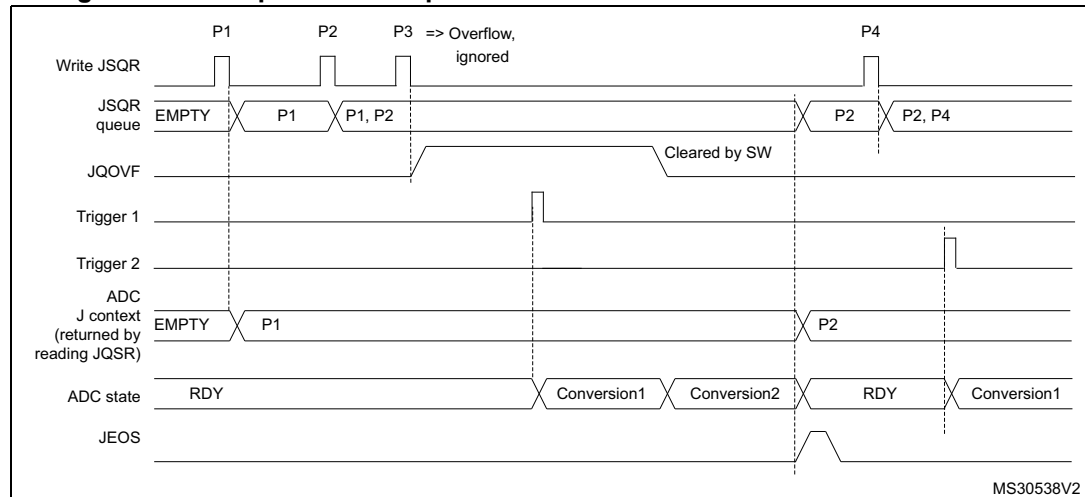 P1 P2 P3 => Overflow, P4
ignored
Write JSQR
JSQR
queue
EMPTY P1 P1, P2 P2 P2, P4
JQOVF Cleared by SW
Trigger 1
Trigger 2
ADC
J context
(returned by
reading JQSR)
EMPTY P1 P2
ADC state RDY Conversion1 Conversion2 RDY Conversion1
JEOS
MS30538V2